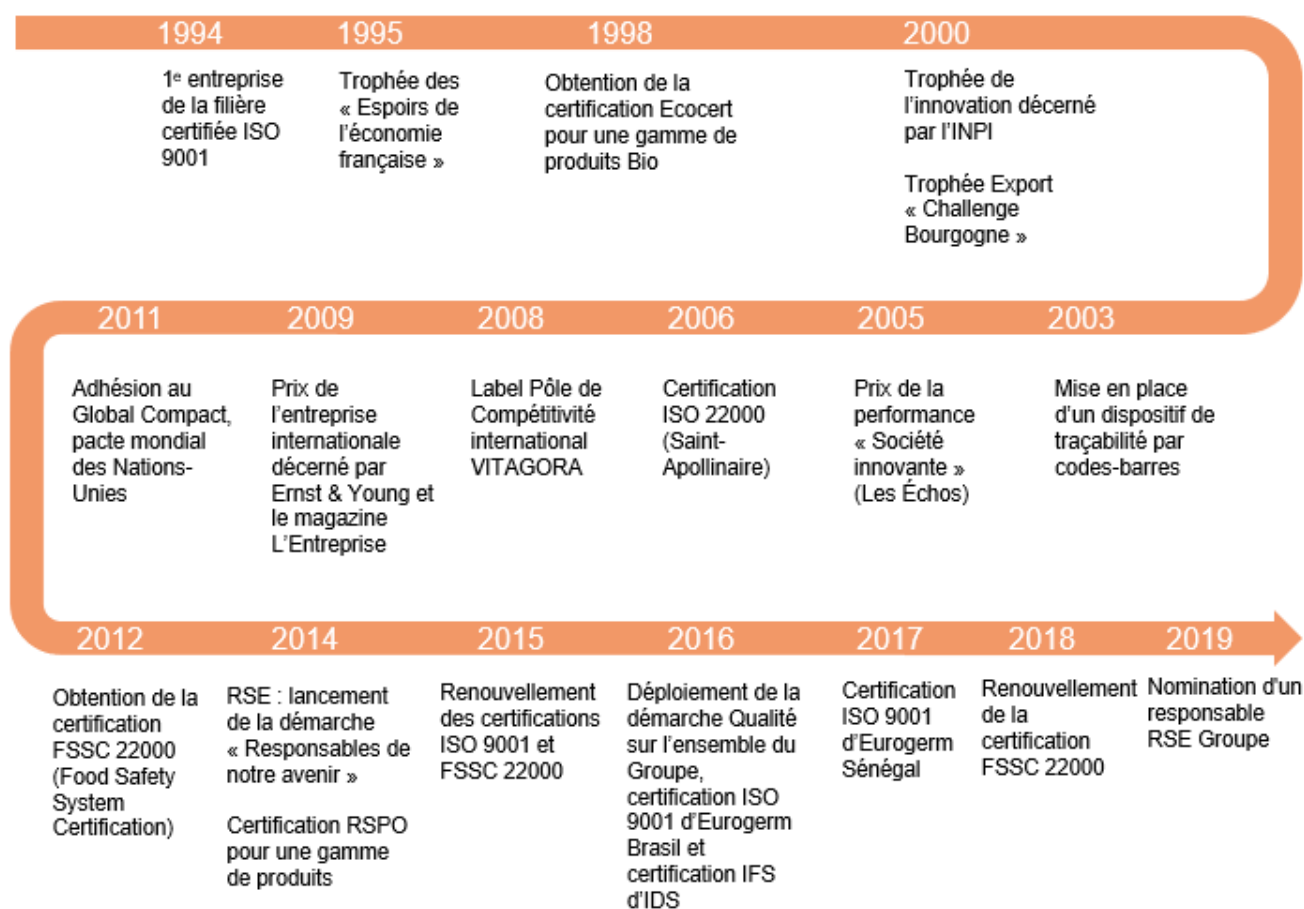 1994
1e entreprise
de la filière
certifiée ISO
9001
1995
Trophée des
« Espoirs de
l’économie
française »
1998
Obtention de la
certification Ecocert
pour une gamme de
produits Bio
2000
Trophée de
l’innovation décerné
par l’INPI
Trophée Export
« Challenge
Bourgogne »
2003
Mise en place
d’un dispositif de
traçabilité par
codes-barres
2005
Prix de la
performance
« Société
innovante »
(Les Échos)
2006
Certification
ISO 22000
(Saint-
Apollinaire)
2008
Label Pôle de
Compétitivité
international
VITAGORA
2009
Prix de
l’entreprise
internationale
décerné par
Ernst & Young et
le magazine
L’Entreprise
2011
Adhésion au
Global Compact,
pacte mondial
des Nations-
Unies
2012
Obtention de la
certification
FSSC 22000
(Food Safety
System
Certification)
2014
RSE : lancement
de la démarche
« Responsables de
notre avenir »
Certification RSPO
pour une gamme
de produits
2015
Renouvellement
des certifications
ISO 9001 et
FSSC 22000
2016
Déploiement de la
démarche Qualité
sur l’ensemble du
Groupe,
certification ISO
9001 d’Eurogerm
Brasil et
certification IFS
d’IDS
2017
Certification
ISO 9001
d’Eurogerm
Sénégal
2018
Renouvellement
de la
certification
FSSC 22000
2019
Nomination d'un
responsable
RSE Groupe